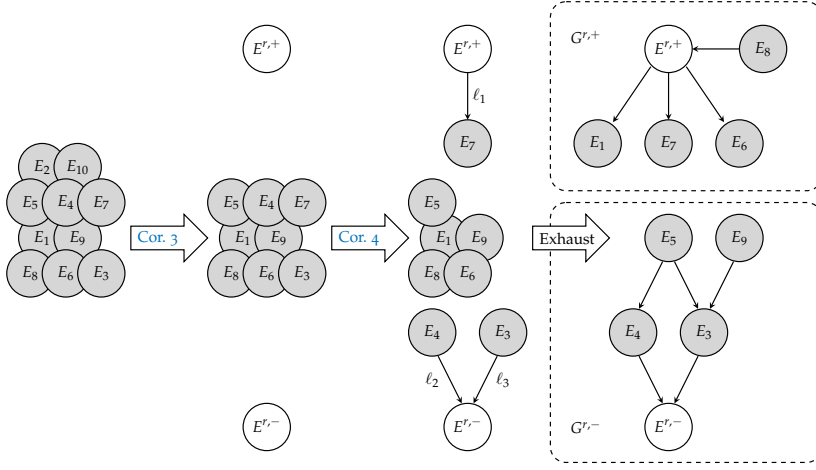 E^{r,+}
E^{r,+}
G^{r,+}
E^{r,+}
E_8
ℓ_1
E_7
E_1
E_7
E_6
E_2 E_{10}
E_5 E_4 E_7
E_1 E_9
E_8 E_6 E_3
Cor. 3
E_5 E_4 E_7
E_1 E_9
E_8 E_6 E_3
Cor. 4
E_5
E_1 E_9
E_8 E_6
Exhaust
E_4 E_3
ℓ_2 ℓ_3
E^{r,−}
E^{r,−}
E_5 E_9
E_4 E_3
G^{r,−}
E^{r,−}